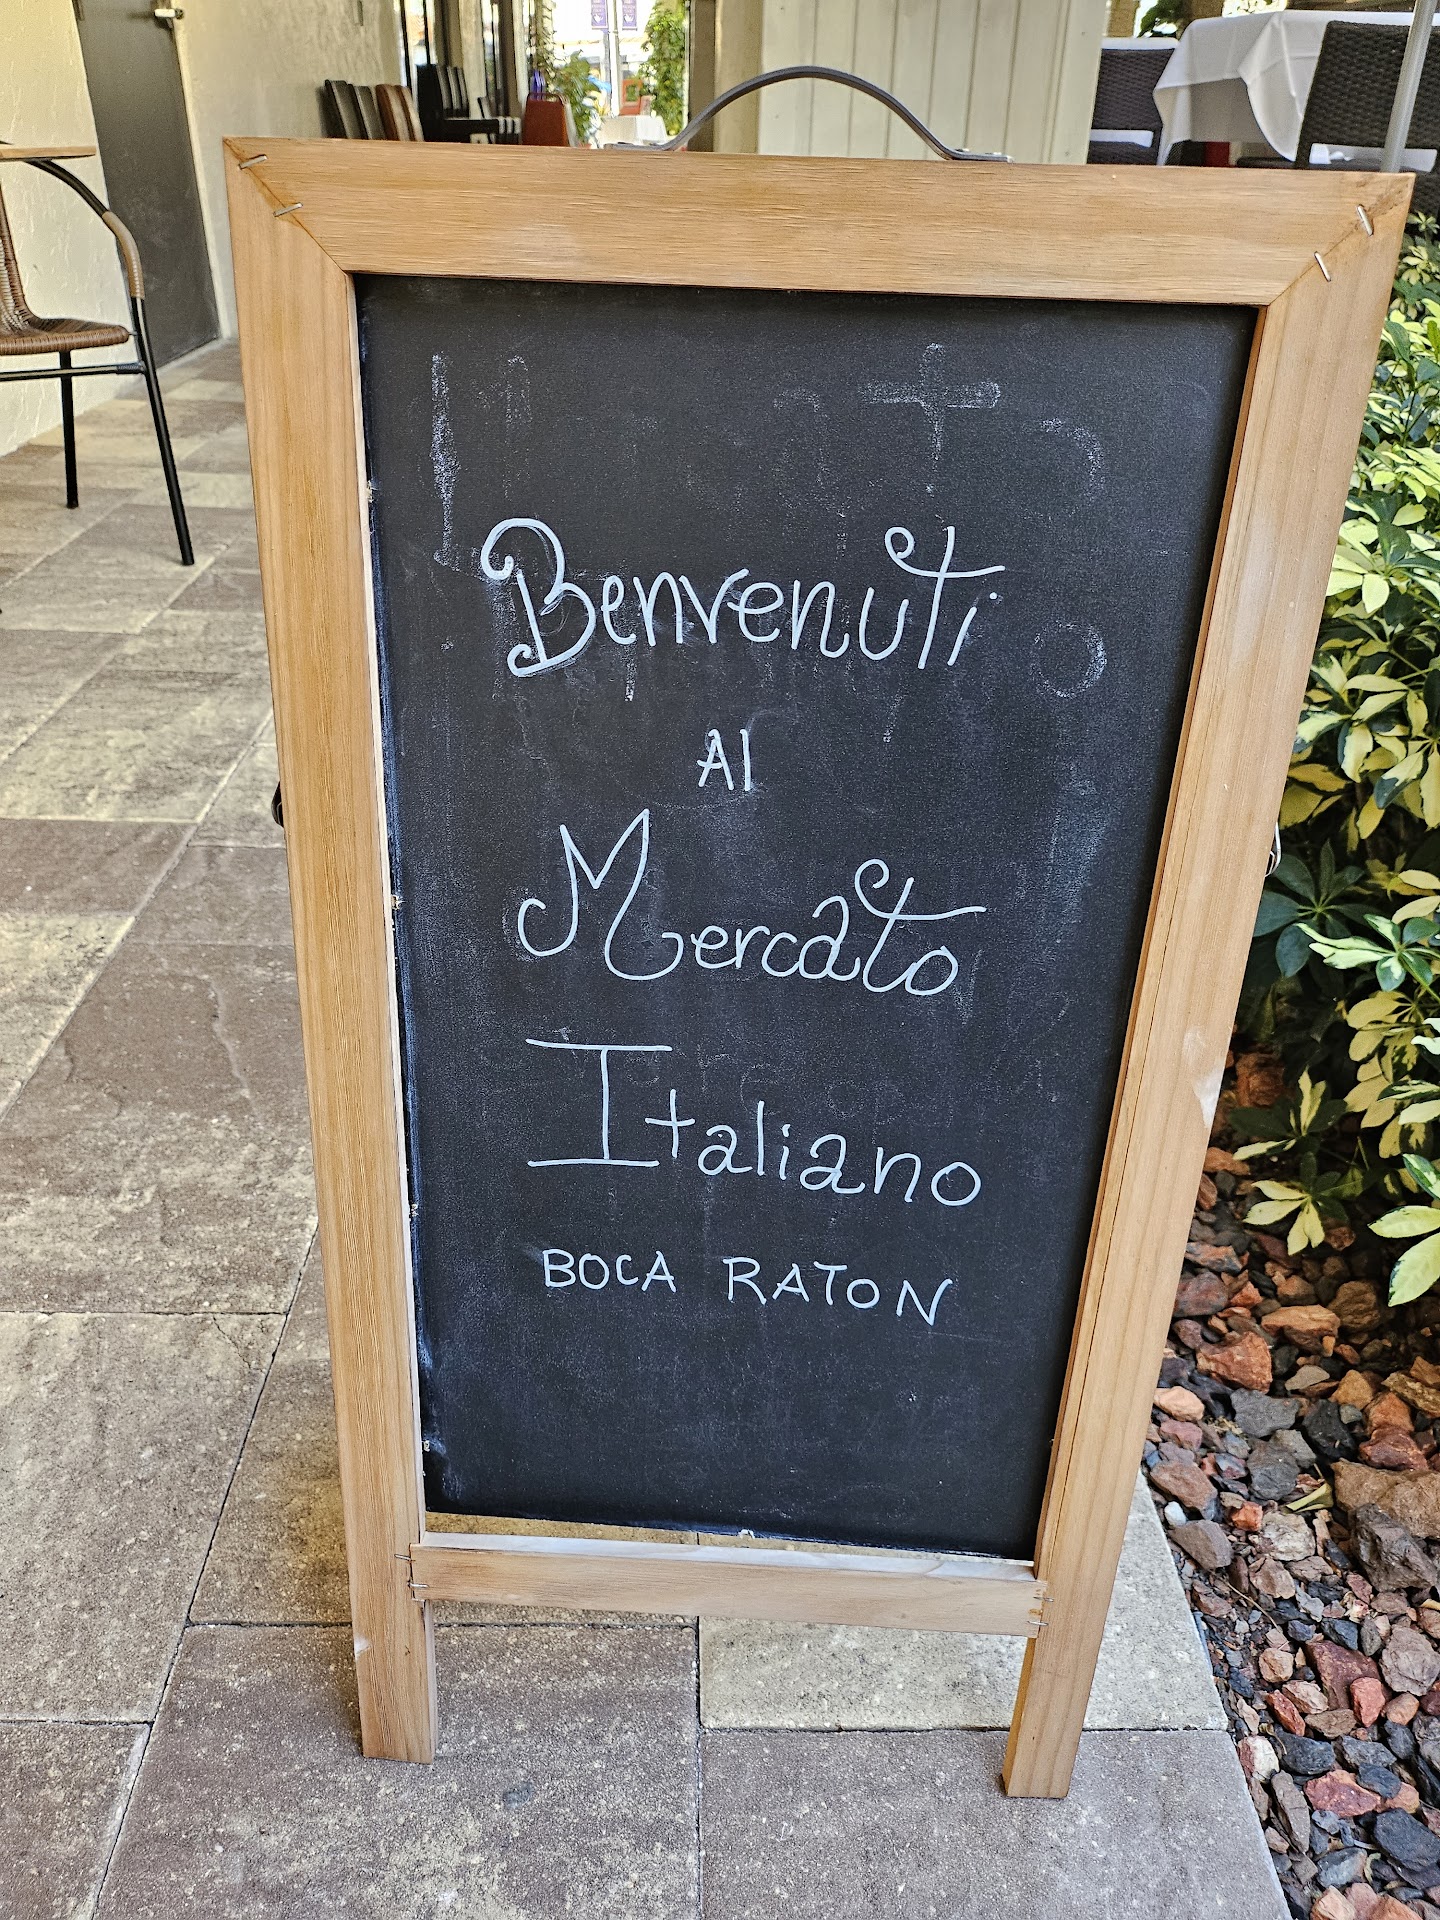 Benvenuti
Al
Mercato
Italiano
BOCA RATON